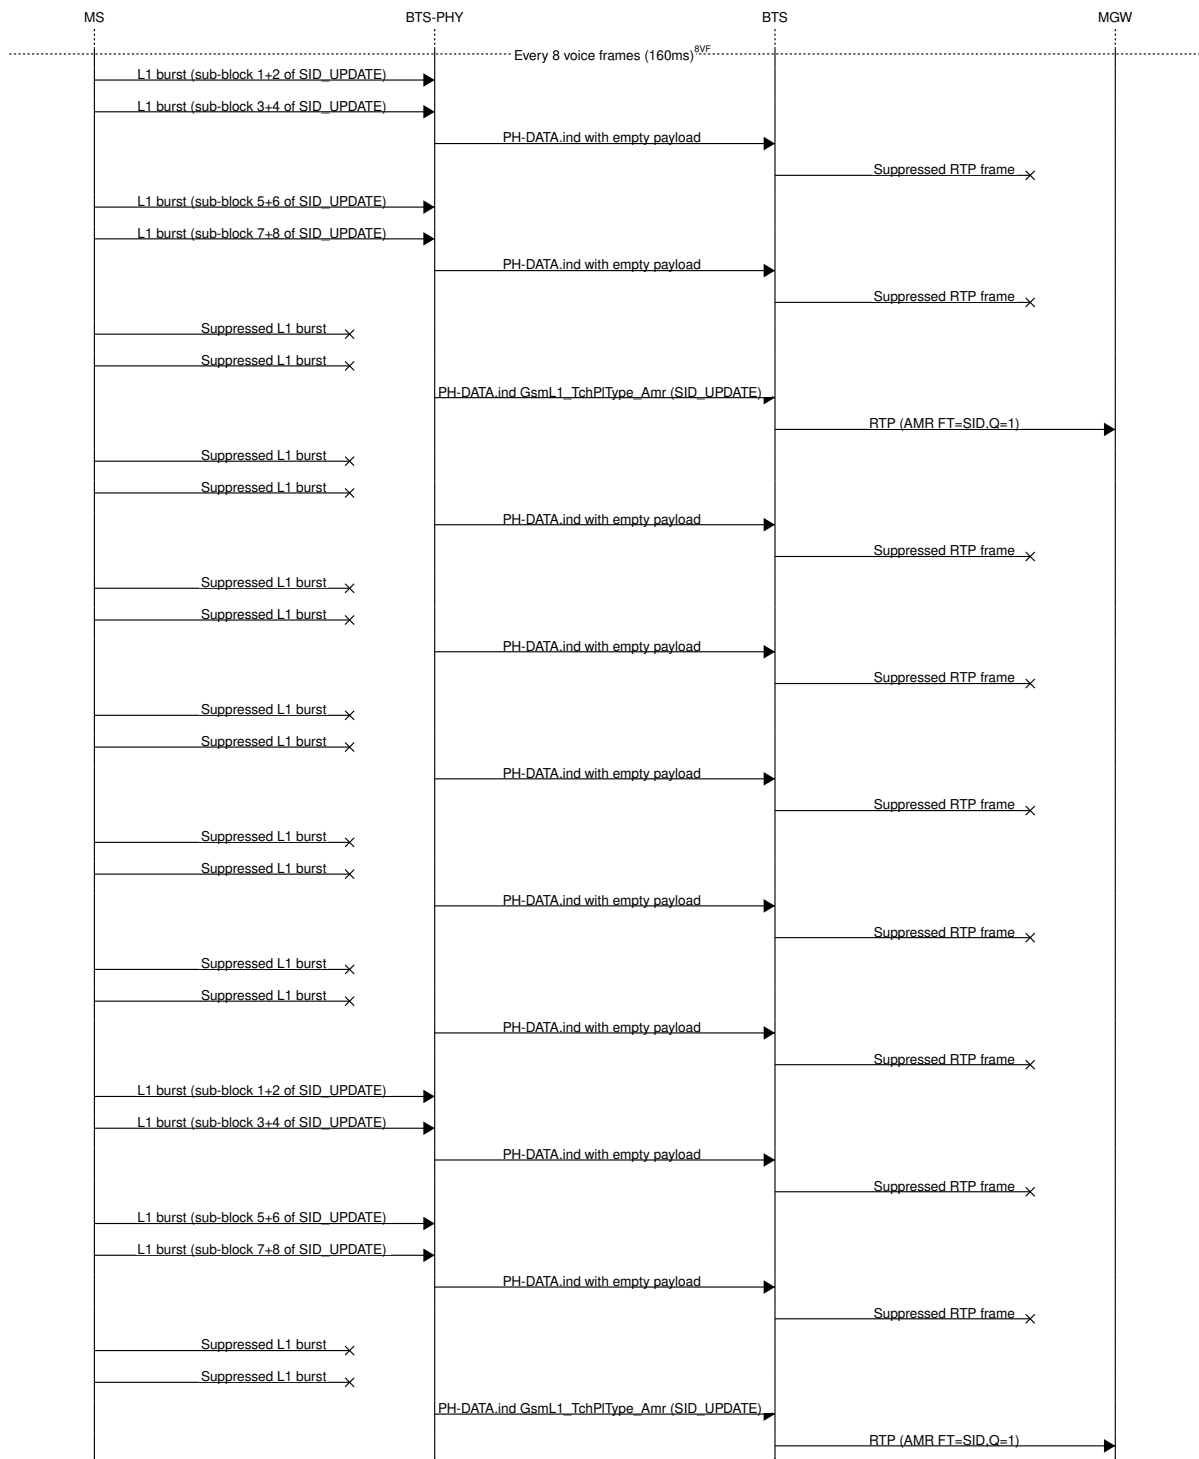 MS BTS-PHY BTS MGW
Every 8 voice frames (160ms)8VF
L1 burst (sub-block 1+2 of SID_UPDATE)
L1 burst (sub-block 3+4 of SID_UPDATE)
PH-DATA.ind with empty payload
Suppressed RTP frame
L1 burst (sub-block 5+6 of SID_UPDATE)
L1 burst (sub-block 7+8 of SID_UPDATE)
PH-DATA.ind with empty payload
Suppressed RTP frame
Suppressed L1 burst
Suppressed L1 burst
PH-DATA.ind GsmL1_TchPlType_Amr (SID_UPDATE)
RTP (AMR FT=SID,Q=1)
Suppressed L1 burst
Suppressed L1 burst
PH-DATA.ind with empty payload
Suppressed RTP frame
Suppressed L1 burst
Suppressed L1 burst
PH-DATA.ind with empty payload
Suppressed RTP frame
Suppressed L1 burst
Suppressed L1 burst
PH-DATA.ind with empty payload
Suppressed RTP frame
Suppressed L1 burst
Suppressed L1 burst
PH-DATA.ind with empty payload
Suppressed RTP frame
Suppressed L1 burst
Suppressed L1 burst
PH-DATA.ind with empty payload
Suppressed RTP frame
L1 burst (sub-block 1+2 of SID_UPDATE)
L1 burst (sub-block 3+4 of SID_UPDATE)
PH-DATA.ind with empty payload
Suppressed RTP frame
L1 burst (sub-block 5+6 of SID_UPDATE)
L1 burst (sub-block 7+8 of SID_UPDATE)
PH-DATA.ind with empty payload
Suppressed RTP frame
Suppressed L1 burst
Suppressed L1 burst
PH-DATA.ind GsmL1_TchPlType_Amr (SID_UPDATE)
RTP (AMR FT=SID,Q=1)